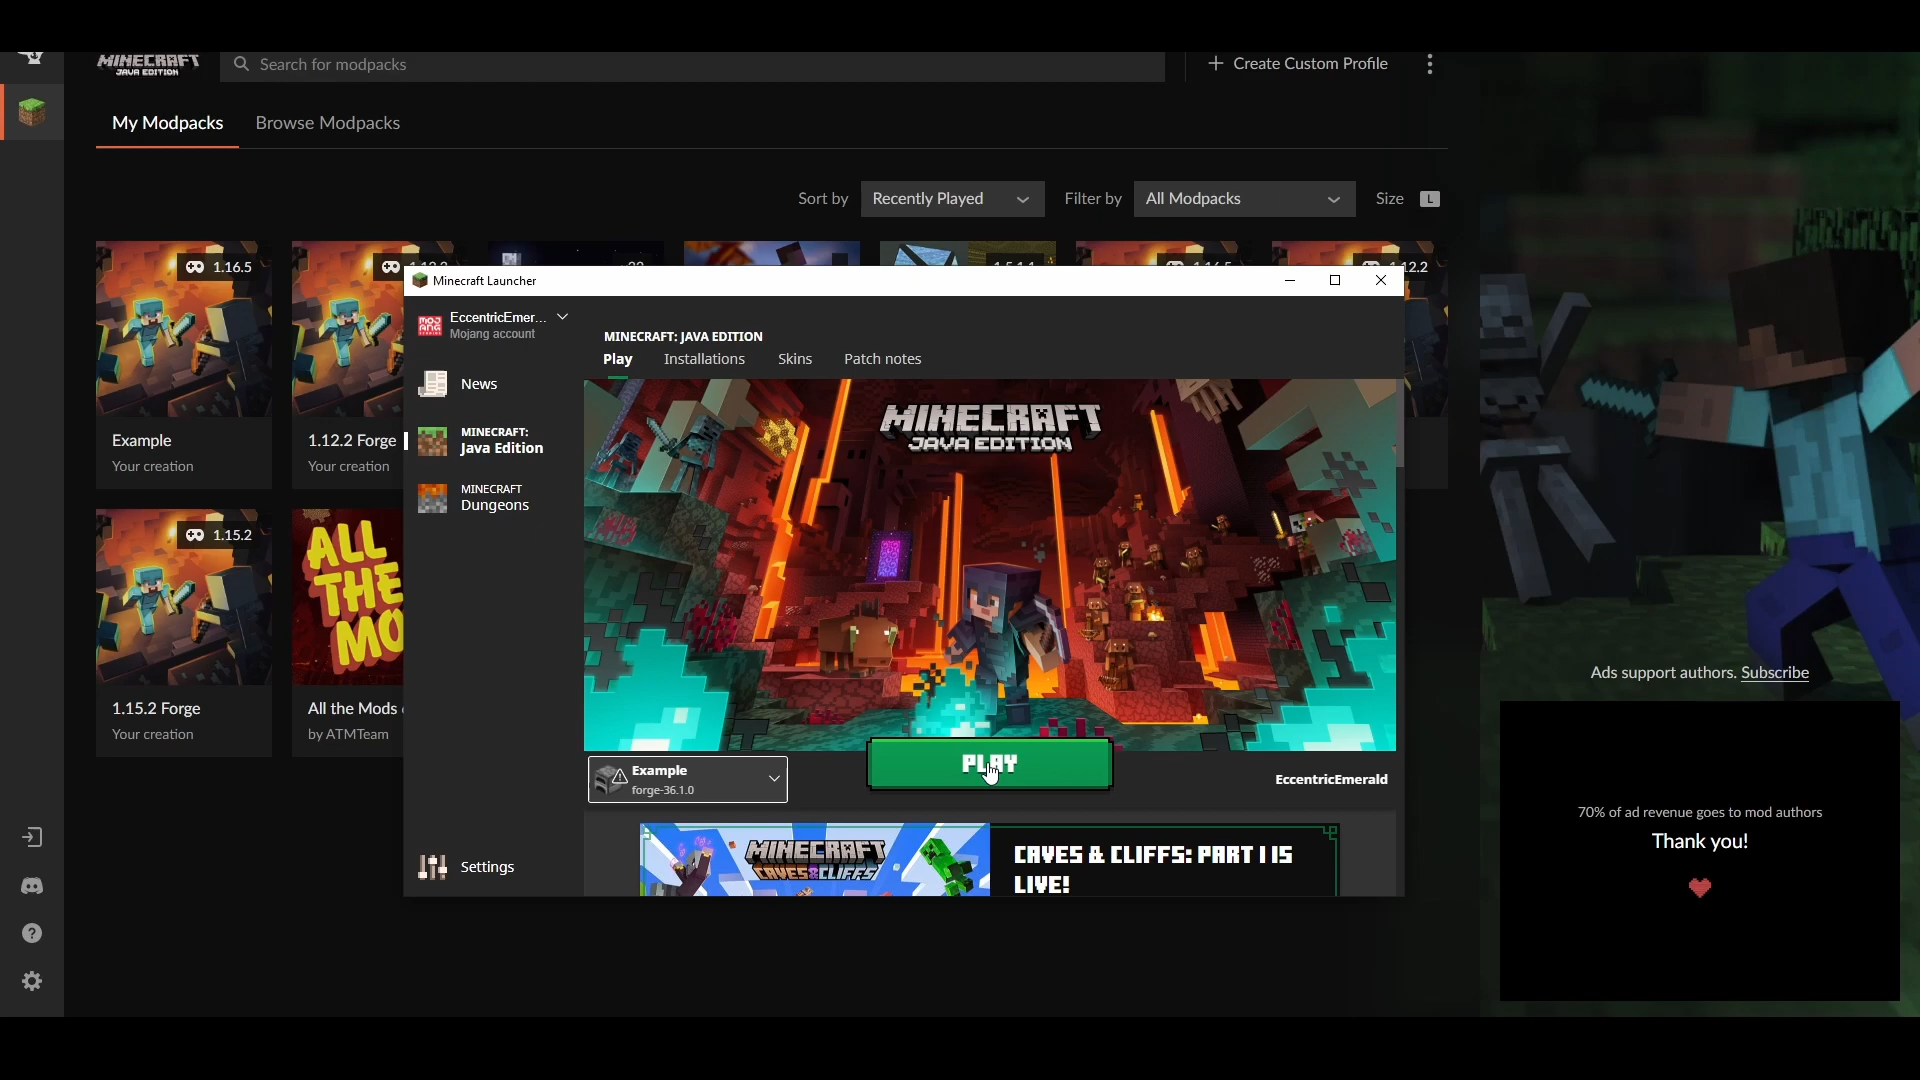 MINECRAFT
JAVA EDITION
Search for modpacks
Create Custom Profile
My Modpacks
Browse Modpacks
Sort by
Recently Played
Filter by
All Modpacks
Size
L
1.16.5
Example
Your creation
1.12.2 Forge
Your creation
1.15.2
1.15.2 Forge
Your creation
ALL
THE
MO
All the Mods
by ATMTeam
Minecraft Launcher
EccentricEmer...
Mojang account
News
MINECRAFT:
Java Edition
MINECRAFT
Dungeons
Settings
MINECRAFT: JAVA EDITION
Play
Installations
Skins
Patch notes
MINECRAFT
JAVA EDITION
Example
forge-36.1.0
PLAY
EccentricEmerald
MINECRAFT
CAVES & CLIFFS
CAVES & CLIFFS: PART I IS
LIVE!
Ads support authors. Subscribe
70% of ad revenue goes to mod authors
Thank you!